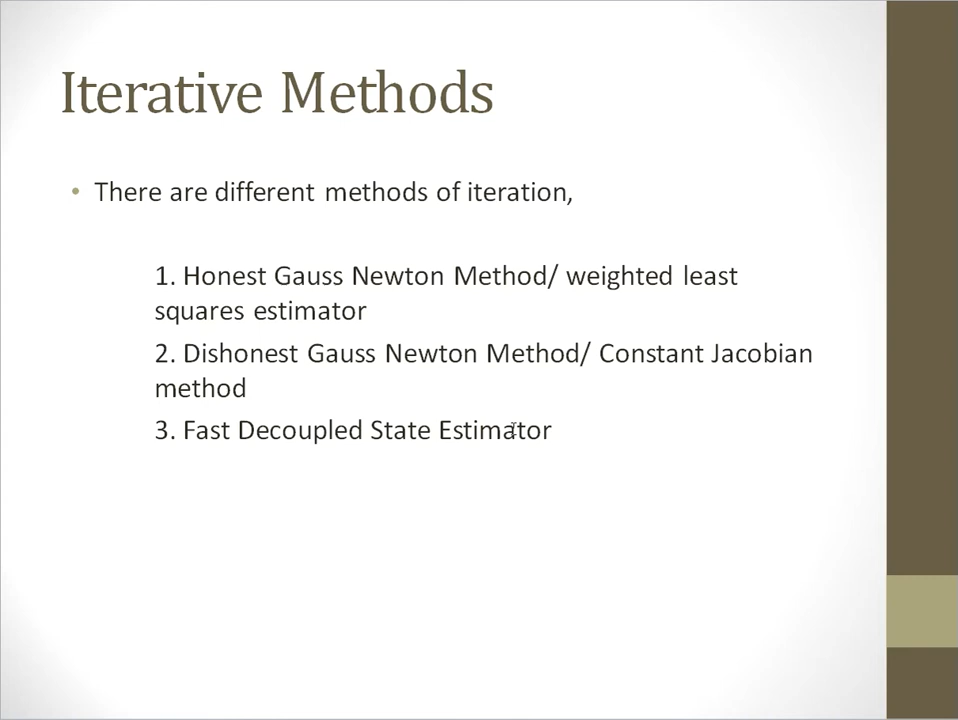 Iterative Methods
• There are different methods of iteration,
1. Honest Gauss Newton Method/ weighted least
squares estimator
2. Dishonest Gauss Newton Method/ Constant Jacobian
method
3. Fast Decoupled State Estimator